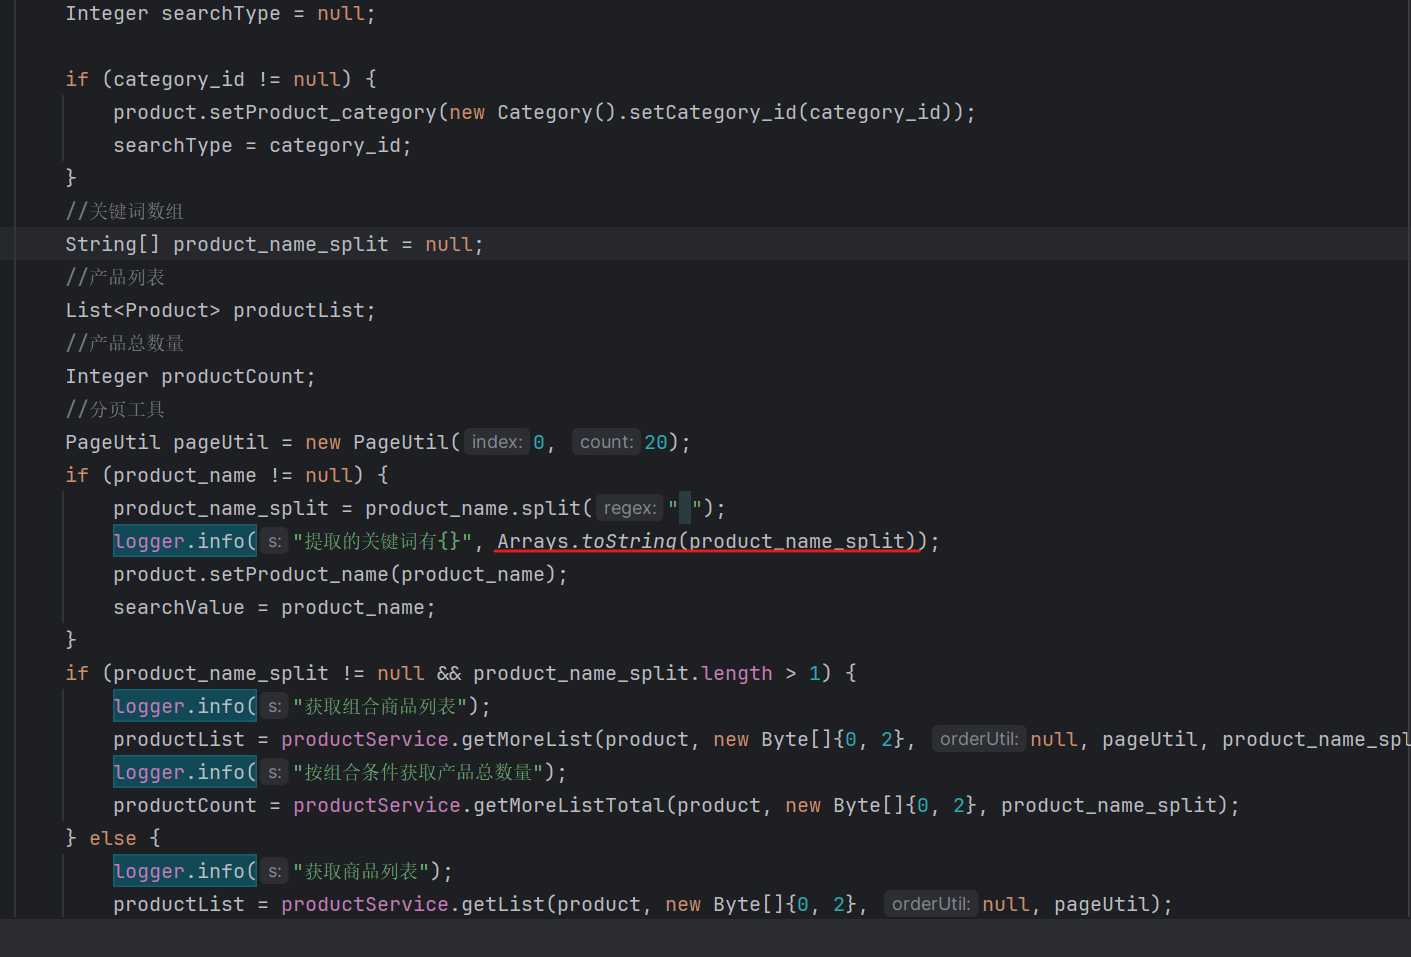 Integer searchType = null;
if (category_id != null) {
product.setProduct_category(new Category().setCategory_id(category_id));
searchType = category_id;
}
//关键词数组
String[] product_name_split = null;
//产品列表
List<Product> productList;
//产品总数量
Integer productCount;
//分页工具
PageUtil pageUtil = new PageUtil( index: 0, count: 20);
if (product_name != null) {
product_name_split = product_name.split( regex: " ");
logger.info( s: "提取的关键词有{}", Arrays.toString(product_name_split));
product.setProduct_name(product_name);
searchValue = product_name;
}
if (product_name_split != null && product_name_split.length > 1) {
logger.info( s: "获取组合商品列表");
productList = productService.getMoreList(product, new Byte[]{0, 2}, orderUtil: null, pageUtil, product_name_spl
logger.info( s: "按组合条件获取产品总数量");
productCount = productService.getMoreListTotal(product, new Byte[]{0, 2}, product_name_split);
} else {
logger.info( s: "获取商品列表");
productList = productService.getList(product, new Byte[]{0, 2}, orderUtil: null, pageUtil);